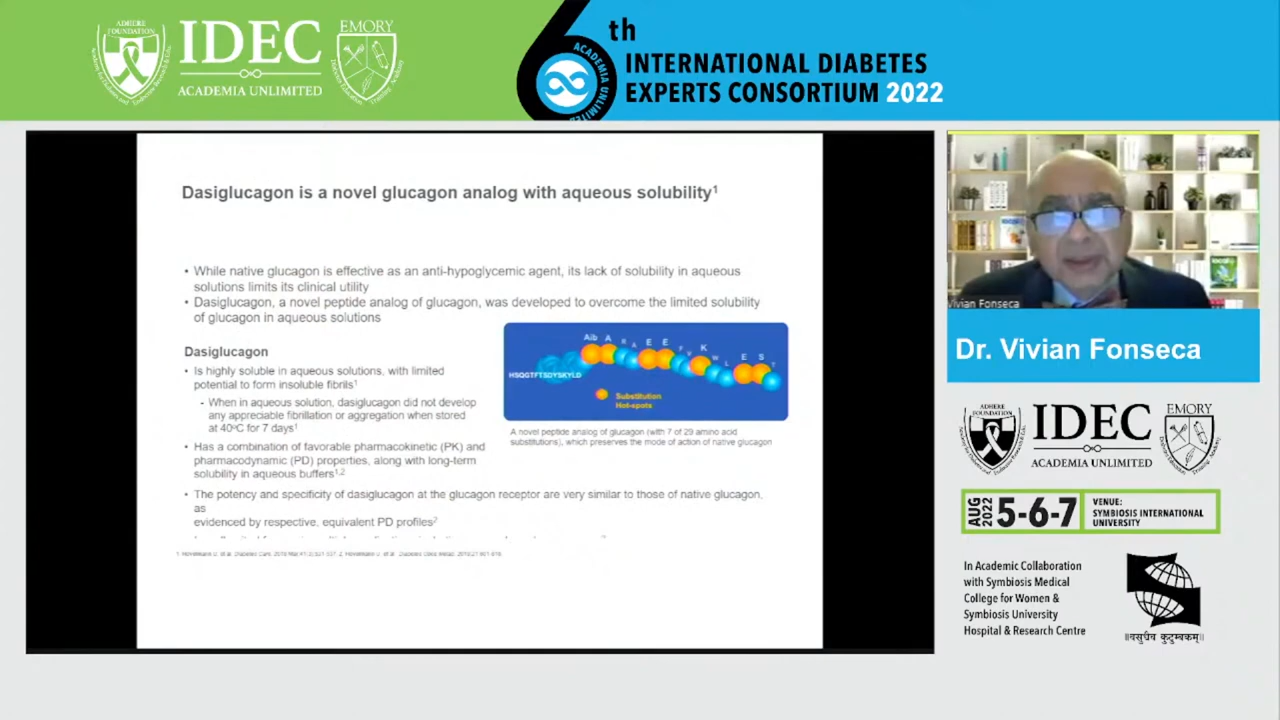 ADHERE
FOUNDATION
IDEC
ACADEMIA UNLIMITED
EMORY
6th
ACADEMIA UNLIMITED
INTERNATIONAL DIABETES
EXPERTS CONSORTIUM 2022
Dasiglucagon is a novel glucagon analog with aqueous solubility1
• While native glucagon is effective as an anti-hypoglycemic agent, its lack of solubility in aqueous
solutions limits its clinical utility
• Dasiglucagon, a novel peptide analog of glucagon, was developed to overcome the limited solubility
of glucagon in aqueous solutions
Dasiglucagon
• Is highly soluble in aqueous solutions, with limited
potential to form insoluble fibrils1
- When in aqueous solution, dasiglucagon did not develop
any appreciable fibrillation or aggregation when stored
at 40ºC for 7 days1
• Has a combination of favorable pharmacokinetic (PK) and
pharmacodynamic (PD) properties, along with long-term
solubility in aqueous buffers1,2
• The potency and specificity of dasiglucagon at the glucagon receptor are very similar to those of native glucagon,
as
evidenced by respective, equivalent PD profiles2
HSQGTFTSDYSKYLD
Aib A R A E E F V K W L E S T
Substitution
Hot-spots
A novel peptide analog of glucagon (with 7 of 29 amino acid
substitutions), which preserves the mode of action of native glucagon
Vivian Fonseca
Dr. Vivian Fonseca
ADHERE
FOUNDATION
IDEC
ACADEMIA UNLIMITED
EMORY
AUG
2022
5-6-7
VENUE:
SYMBIOSIS INTERNATIONAL
UNIVERSITY
In Academic Collaboration
with Symbiosis Medical
College for Women &
Symbiosis University
Hospital & Research Centre
॥वसुधैव कुटुम्बकम्॥